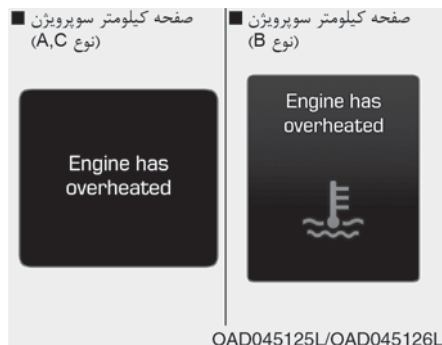 ■ صفحه کیلومتر سوپرویژن
(نوع A,C)
Engine has
overheated
■ صفحه کیلومتر سوپرویژن
(نوع B)
Engine has
overheated
OAD045125L/OAD045126L